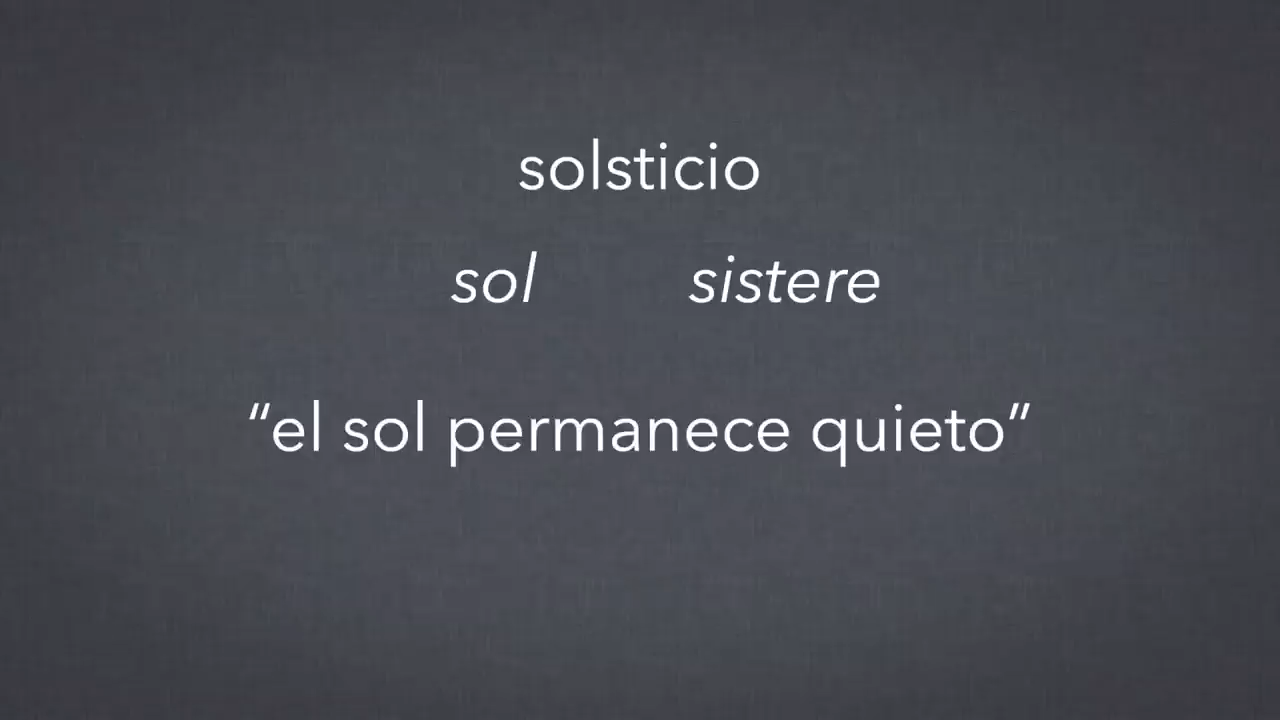 solsticio
sol sistere
“el sol permanece quieto”